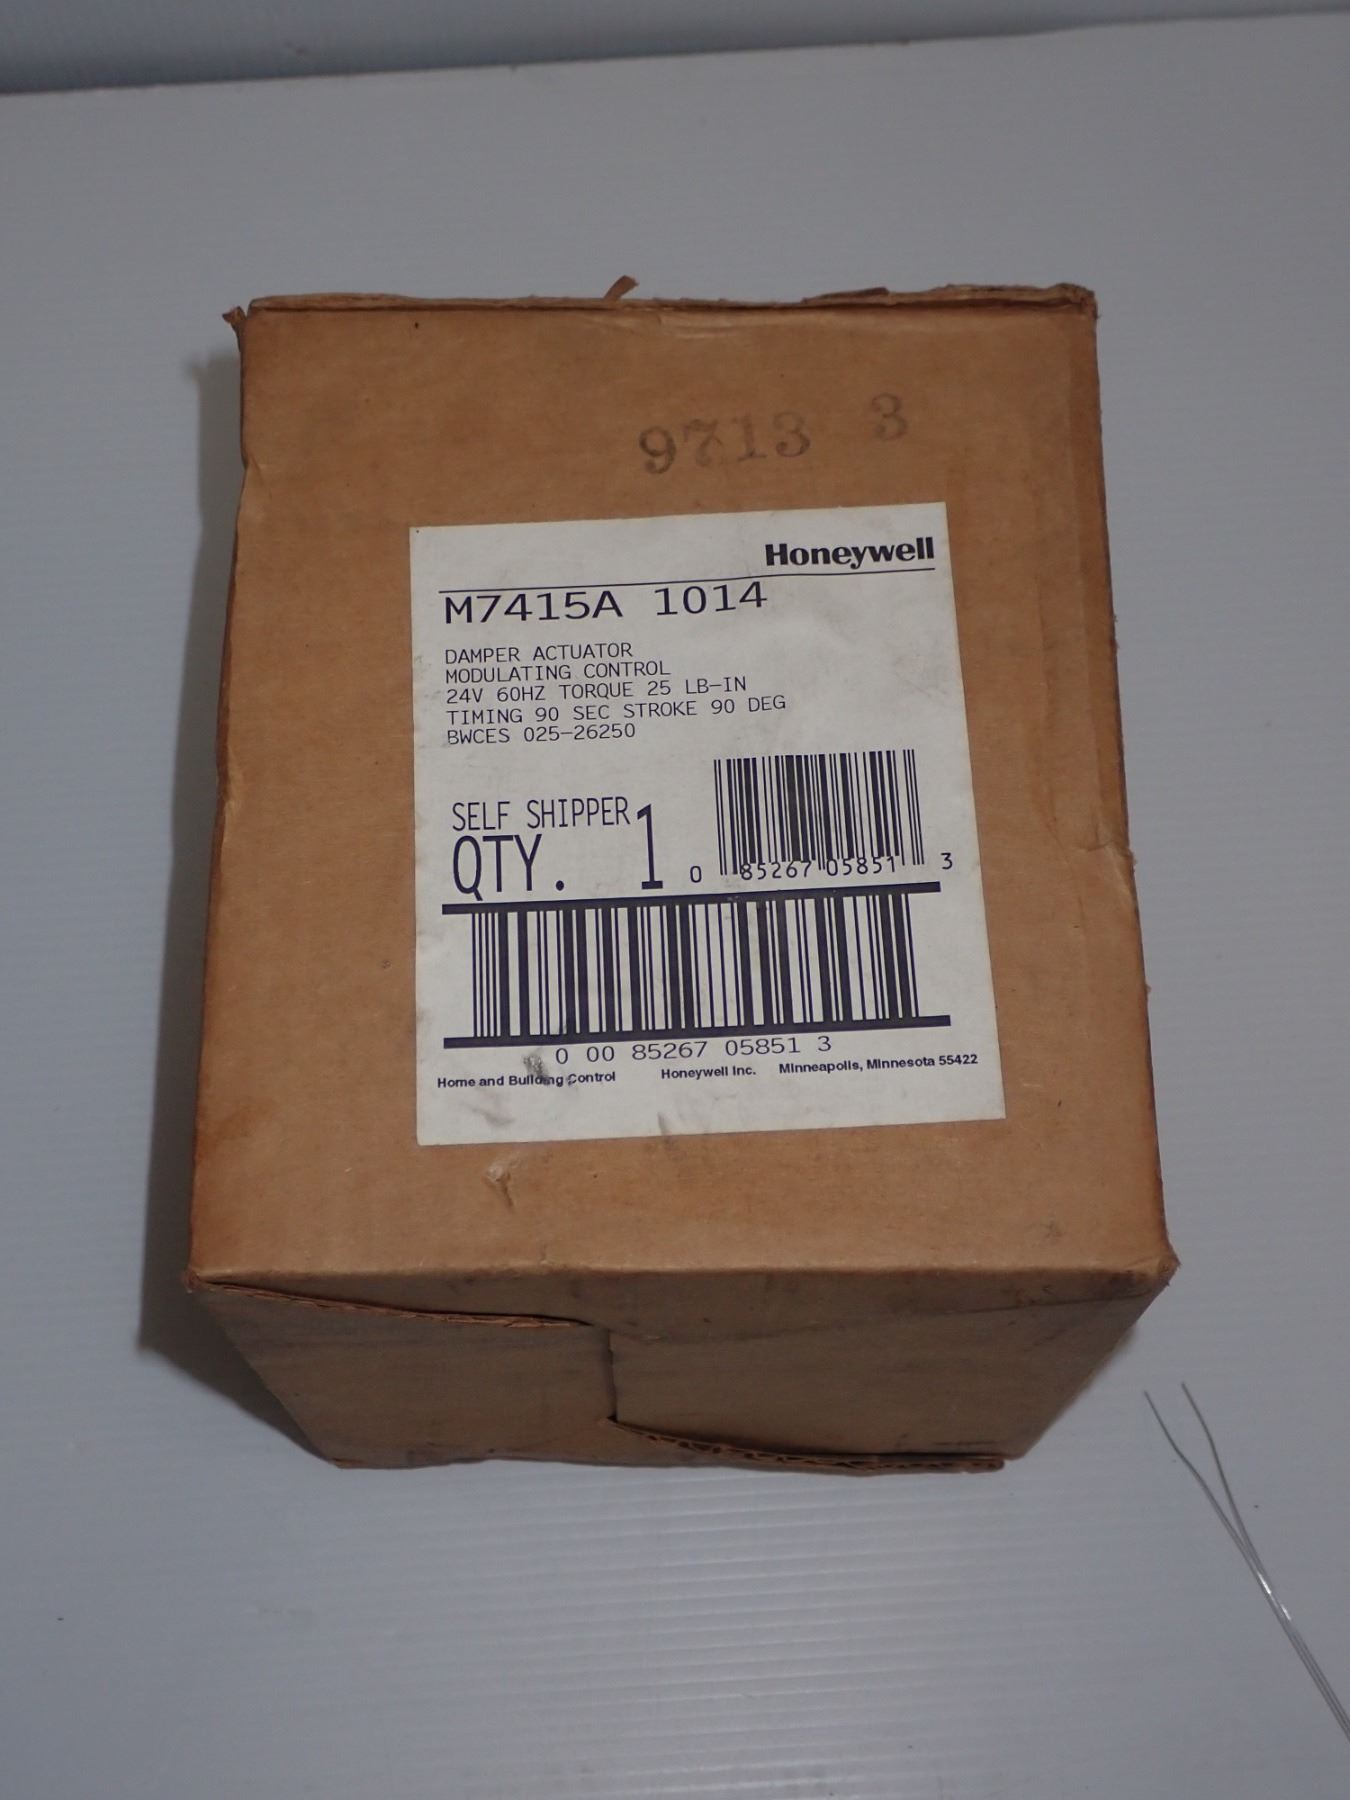 9713 3
Honeywell
M7415A 1014
DAMPER ACTUATOR
MODULATING CONTROL
24V 60HZ TORQUE 25 LB-IN
TIMING 90 SEC STROKE 90 DEG
BWCES 025-26250
SELF SHIPPER
QTY. 1
0 85267 05851 3
0 00 85267 05851 3
Home and Building Control Honeywell Inc. Minneapolis, Minnesota 55422